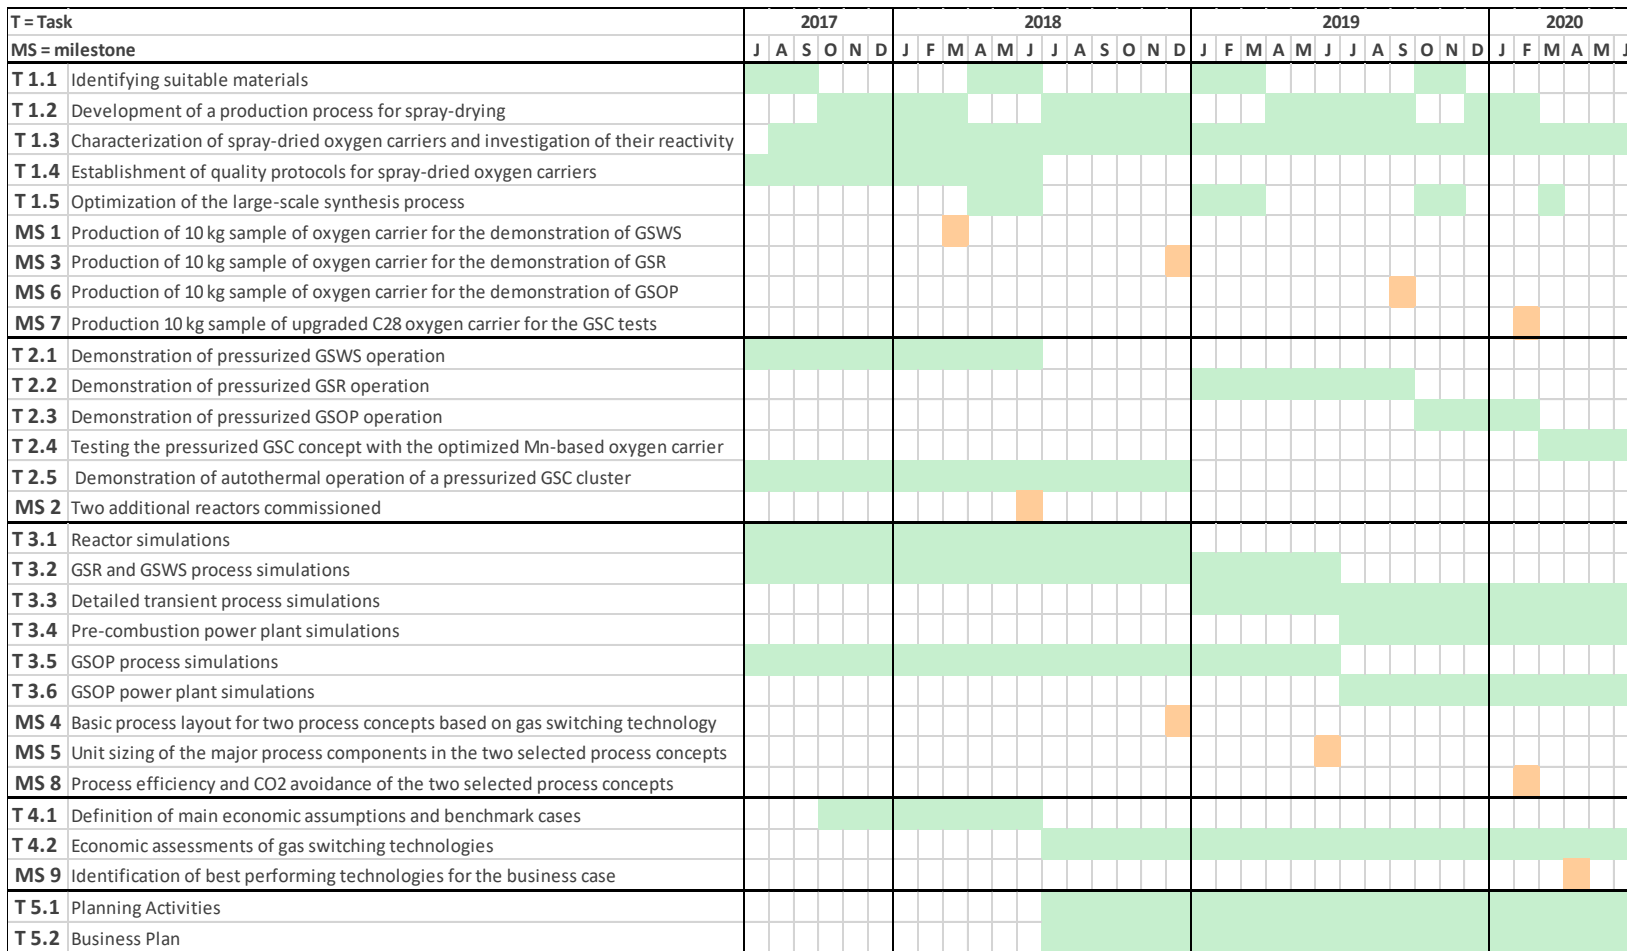 T = Task 2017 2018 2019 2020
MS = milestone J A S O N D J F M A M J J A S O N D J F M A M J J A S O N D J F M A M J
T 1.1 Identifying suitable materials
T 1.2 Development of a production process for spray-drying
T 1.3 Characterization of spray-dried oxygen carriers and investigation of their reactivity
T 1.4 Establishment of quality protocols for spray-dried oxygen carriers
T 1.5 Optimization of the large-scale synthesis process
MS 1 Production of 10 kg sample of oxygen carrier for the demonstration of GSWS
MS 3 Production of 10 kg sample of oxygen carrier for the demonstration of GSR
MS 6 Production of 10 kg sample of oxygen carrier for the demonstration of GSOP
MS 7 Production 10 kg sample of upgraded C28 oxygen carrier for the GSC tests
T 2.1 Demonstration of pressurized GSWS operation
T 2.2 Demonstration of pressurized GSR operation
T 2.3 Demonstration of pressurized GSOP operation
T 2.4 Testing the pressurized GSC concept with the optimized Mn-based oxygen carrier
T 2.5 Demonstration of autothermal operation of a pressurized GSC cluster
MS 2 Two additional reactors commissioned
T 3.1 Reactor simulations
T 3.2 GSR and GSWS process simulations
T 3.3 Detailed transient process simulations
T 3.4 Pre-combustion power plant simulations
T 3.5 GSOP process simulations
T 3.6 GSOP power plant simulations
MS 4 Basic process layout for two process concepts based on gas switching technology
MS 5 Unit sizing of the major process components in the two selected process concepts
MS 8 Process efficiency and CO2 avoidance of the two selected process concepts
T 4.1 Definition of main economic assumptions and benchmark cases
T 4.2 Economic assessments of gas switching technologies
MS 9 Identification of best performing technologies for the business case
T 5.1 Planning Activities
T 5.2 Business Plan